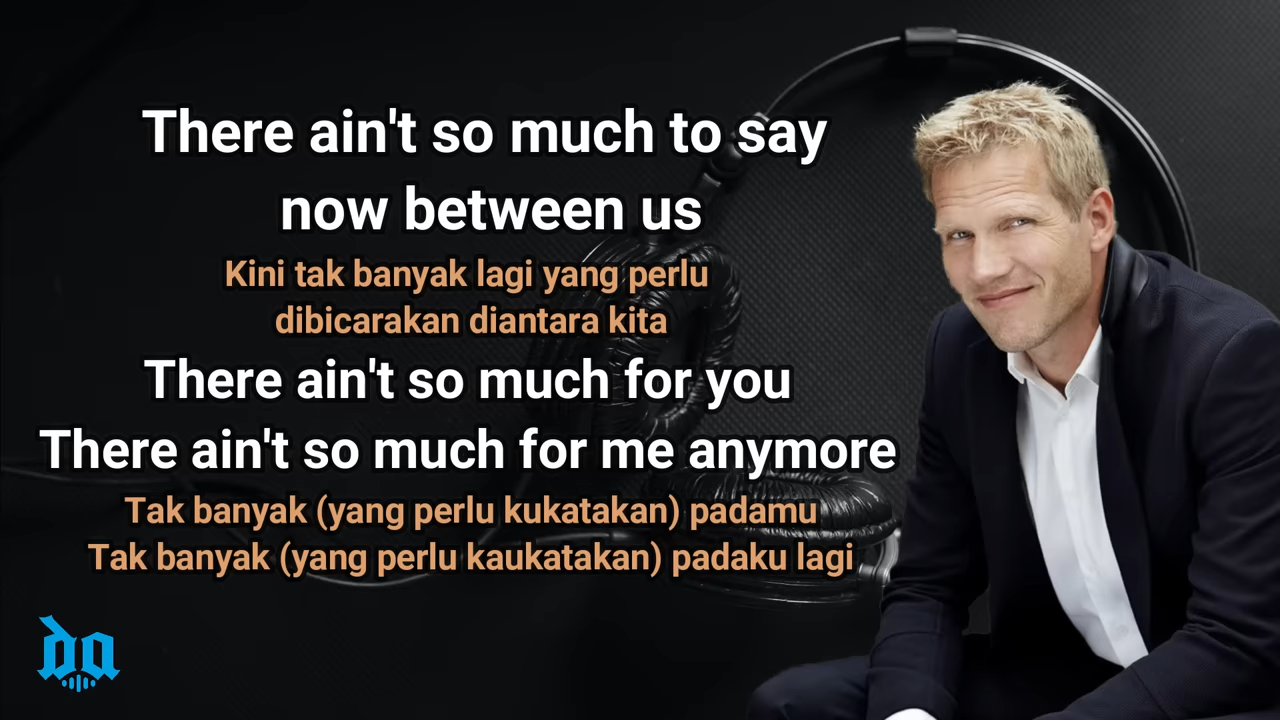 There ain't so much to say
now between us
Kini tak banyak lagi yang perlu
dibicarakan diantara kita
There ain't so much for you
There ain't so much for me anymore
Tak banyak (yang perlu kukatakan) padamu
Tak banyak (yang perlu kaukatakan) padaku lagi
da